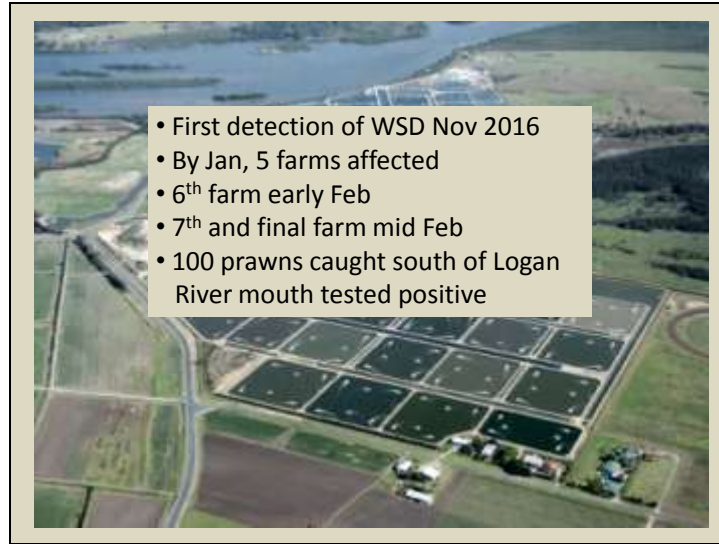 • First detection of WSD Nov 2016
• By Jan, 5 farms affected
• 6th farm early Feb
• 7th and final farm mid Feb
• 100 prawns caught south of Logan
River mouth tested positive